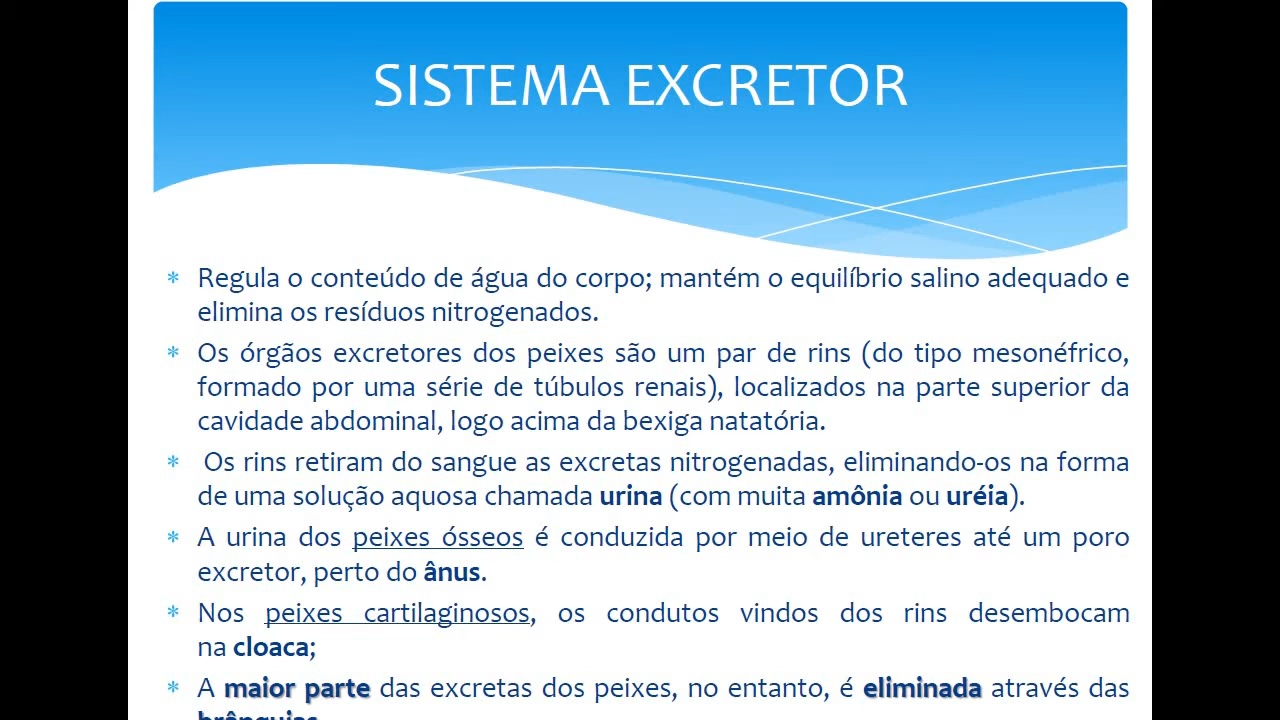 SISTEMA EXCRETOR
* Regula o conteúdo de água do corpo; mantém o equilíbrio salino adequado e
elimina os resíduos nitrogenados.
* Os órgãos excretores dos peixes são um par de rins (do tipo mesonéfrico,
formado por uma série de túbulos renais), localizados na parte superior da
cavidade abdominal, logo acima da bexiga natatória.
* Os rins retiram do sangue as excretas nitrogenadas, eliminando-os na forma
de uma solução aquosa chamada urina (com muita amônia ou uréia).
* A urina dos peixes ósseos é conduzida por meio de ureteres até um poro
excretor, perto do ânus.
* Nos peixes cartilaginosos, os condutos vindos dos rins desembocam
na cloaca;
* A maior parte das excretas dos peixes, no entanto, é eliminada através das
brânquias.